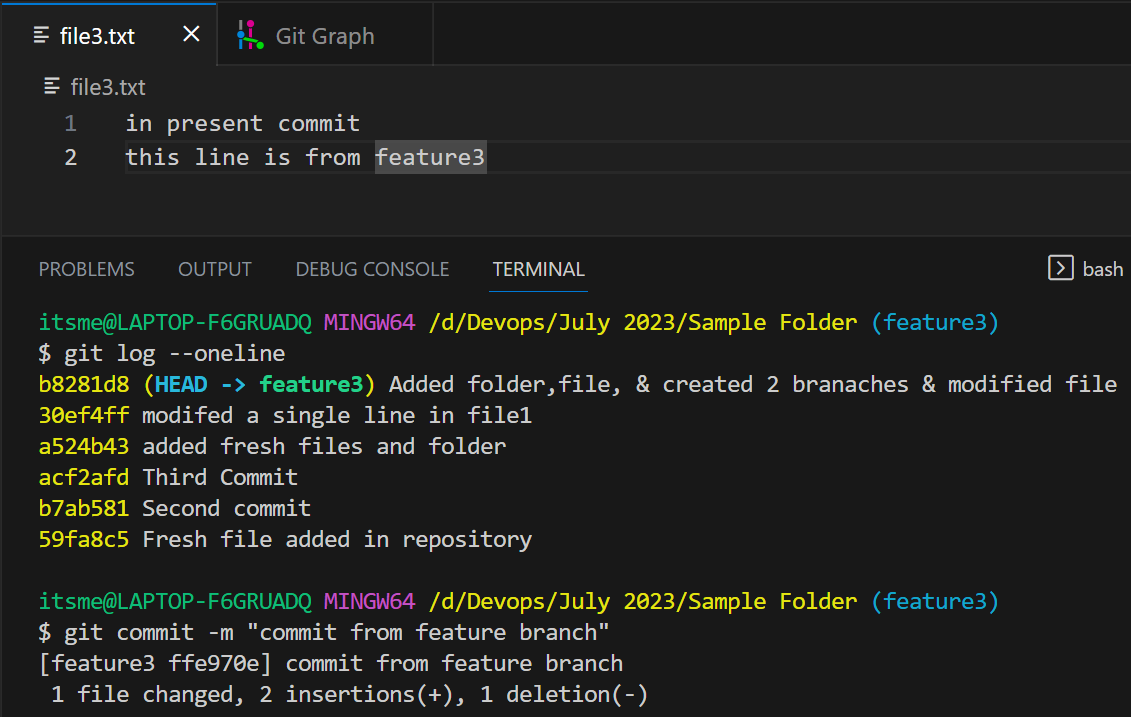 file3.txt
Git Graph
file3.txt
1 in present commit
2 this line is from feature3
PROBLEMS OUTPUT DEBUG CONSOLE TERMINAL bash
itsme@LAPTOP-F6GRUADQ MINGW64 /d/Devops/July 2023/Sample Folder (feature3)
$ git log --oneline
b8281d8 (HEAD -> feature3) Added folder,file, & created 2 branaches & modified file
30ef4ff modifed a single line in file1
a524b43 added fresh files and folder
acf2afd Third Commit
b7ab581 Second commit
59fa8c5 Fresh file added in repository
itsme@LAPTOP-F6GRUADQ MINGW64 /d/Devops/July 2023/Sample Folder (feature3)
$ git commit -m "commit from feature branch"
[feature3 ffe970e] commit from feature branch
1 file changed, 2 insertions(+), 1 deletion(-)